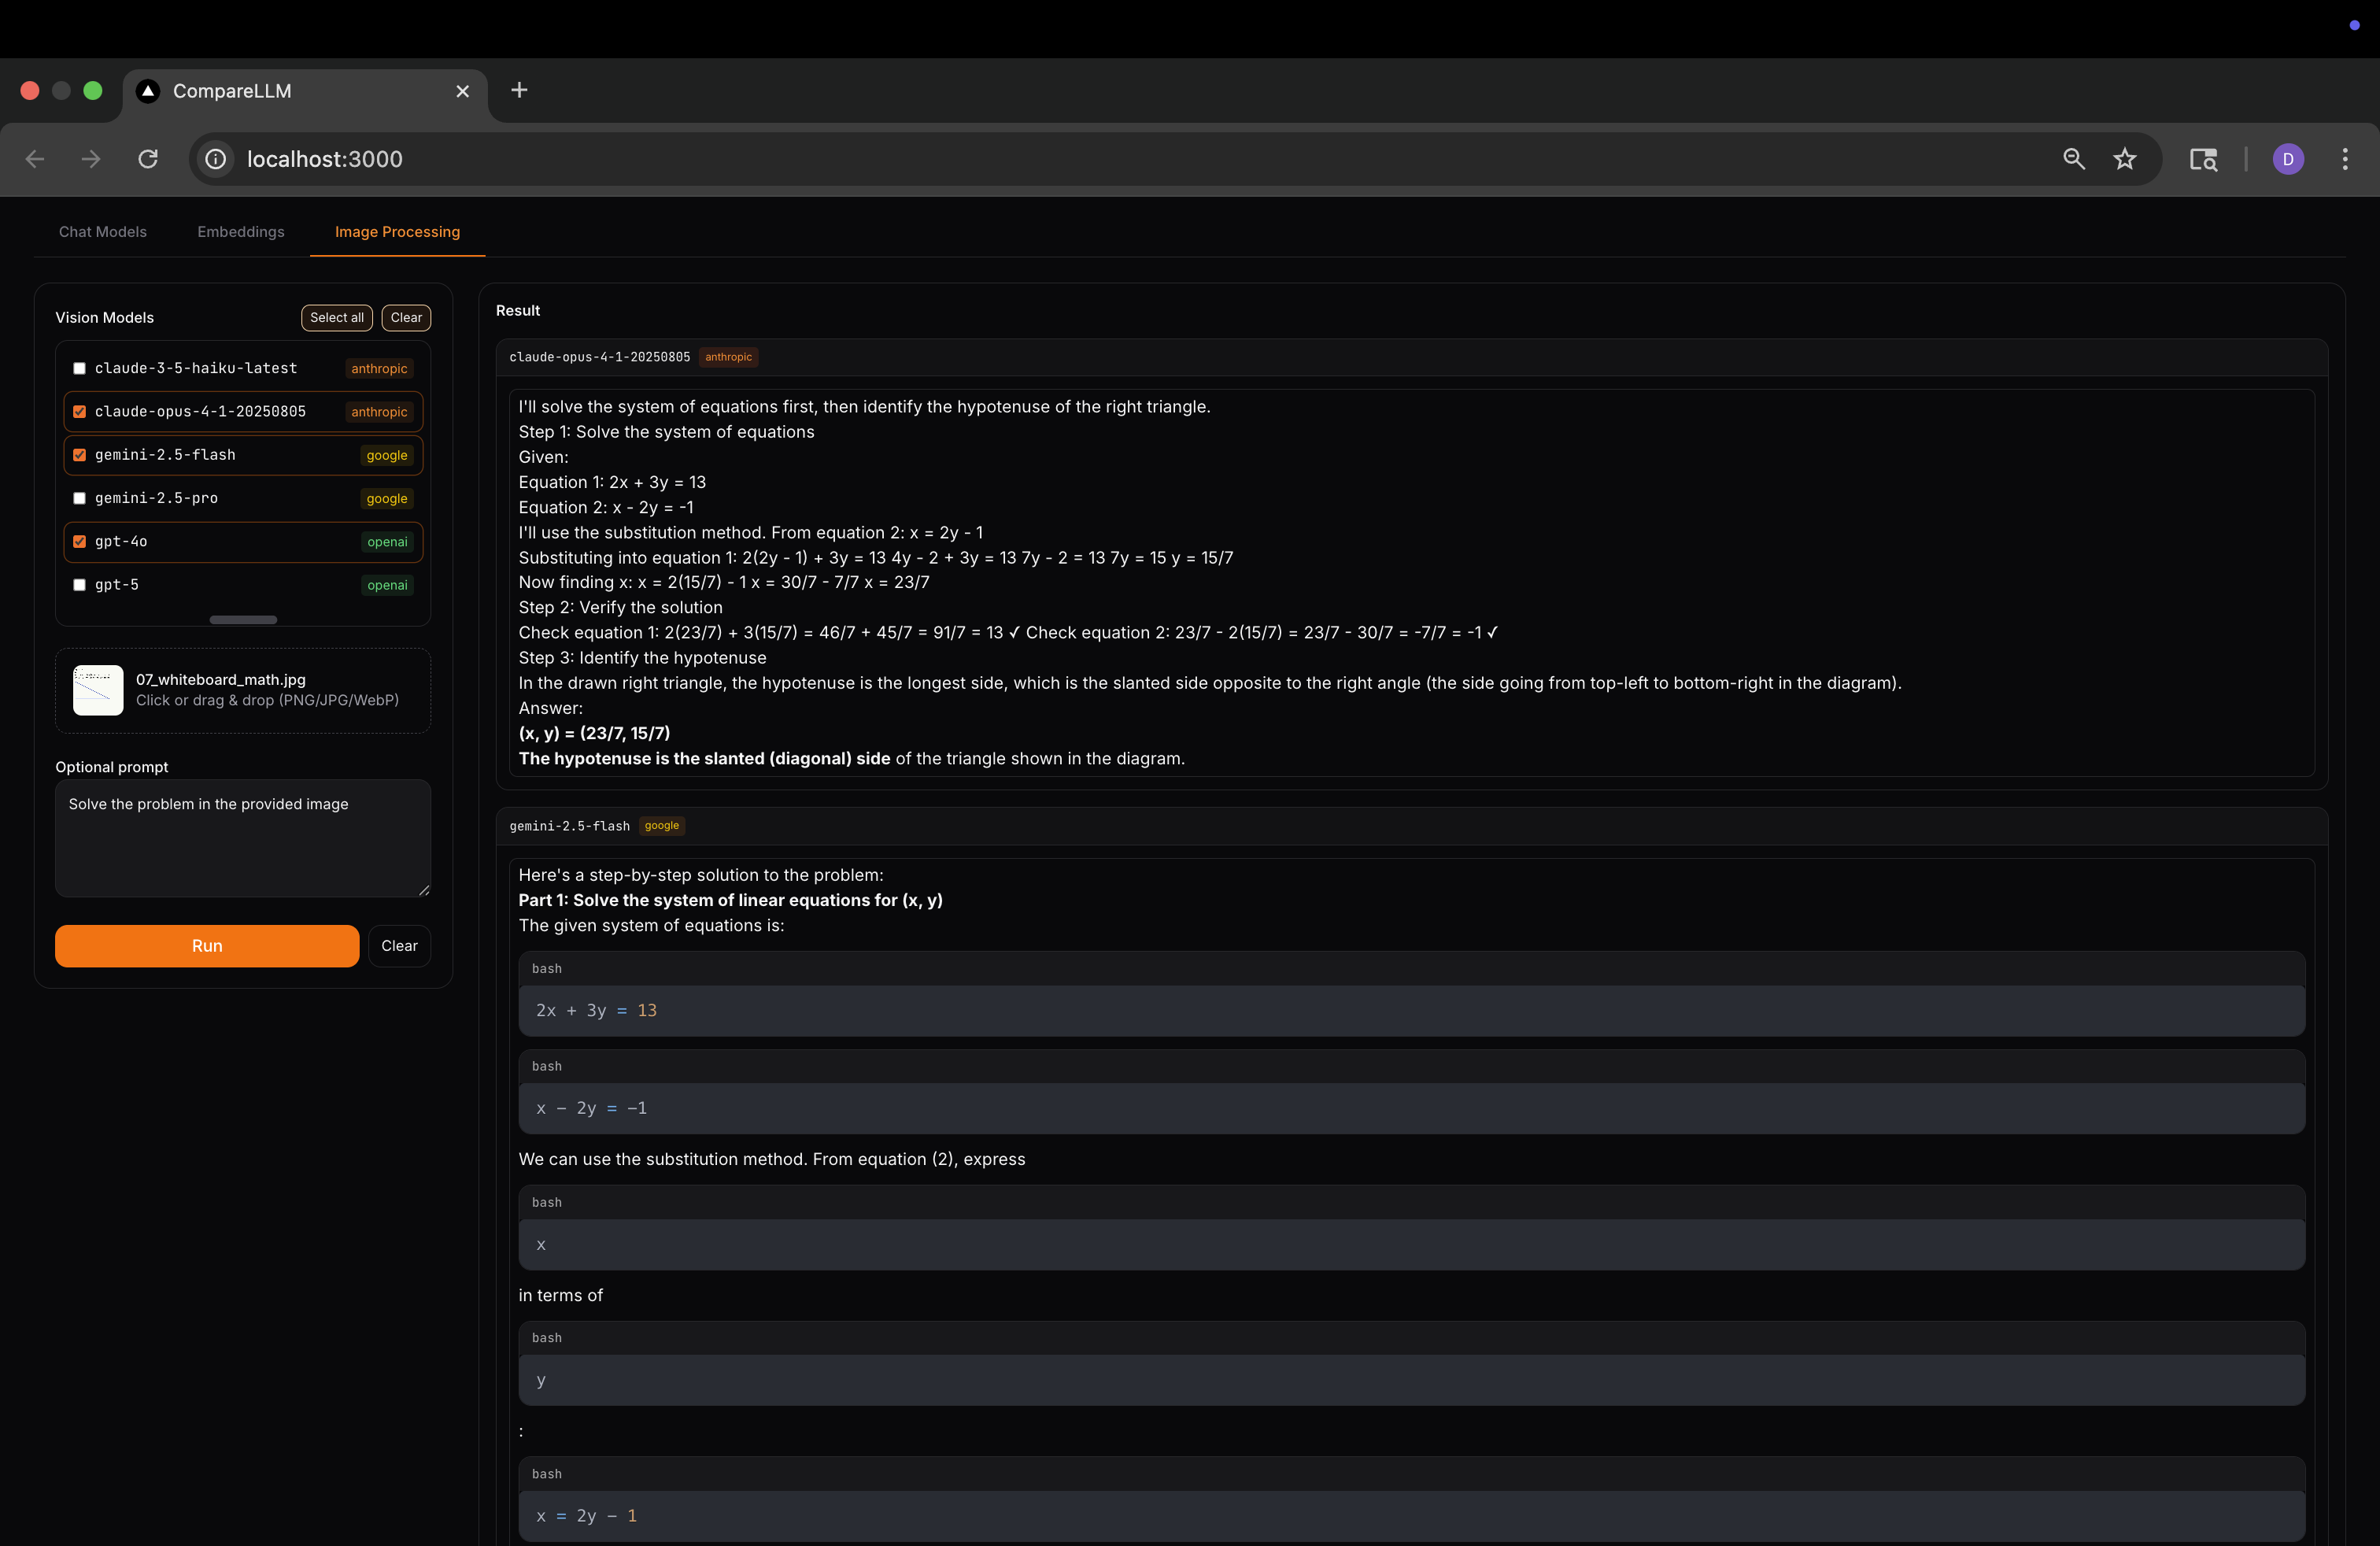 CompareLLM
localhost:3000
D
Chat Models Embeddings Image Processing
Vision Models Select all Clear
claude-3-5-haiku-latest anthropic
claude-opus-4-1-20250805 anthropic
gemini-2.5-flash google
gemini-2.5-pro google
gpt-4o openai
gpt-5 openai
07_whiteboard_math.jpg
Click or drag & drop (PNG/JPG/WebP)
Optional prompt
Solve the problem in the provided image
Run Clear
Result
claude-opus-4-1-20250805 anthropic
I'll solve the system of equations first, then identify the hypotenuse of the right triangle.
Step 1: Solve the system of equations
Given:
Equation 1: 2x + 3y = 13
Equation 2: x - 2y = -1
I'll use the substitution method. From equation 2: x = 2y - 1
Substituting into equation 1: 2(2y - 1) + 3y = 13 4y - 2 + 3y = 13 7y - 2 = 13 7y = 15 y = 15/7
Now finding x: x = 2(15/7) - 1 x = 30/7 - 7/7 x = 23/7
Step 2: Verify the solution
Check equation 1: 2(23/7) + 3(15/7) = 46/7 + 45/7 = 91/7 = 13 ✓ Check equation 2: 23/7 - 2(15/7) = 23/7 - 30/7 = -7/7 = -1 ✓
Step 3: Identify the hypotenuse
In the drawn right triangle, the hypotenuse is the longest side, which is the slanted side opposite to the right angle (the side going from top-left to bottom-right in the diagram).
Answer:
(x, y) = (23/7, 15/7)
The hypotenuse is the slanted (diagonal) side of the triangle shown in the diagram.
gemini-2.5-flash google
Here's a step-by-step solution to the problem:
Part 1: Solve the system of linear equations for (x, y)
The given system of equations is:
bash
2x + 3y = 13
bash
x − 2y = −1
We can use the substitution method. From equation (2), express
bash
x
in terms of
bash
y
:
bash
x = 2y − 1